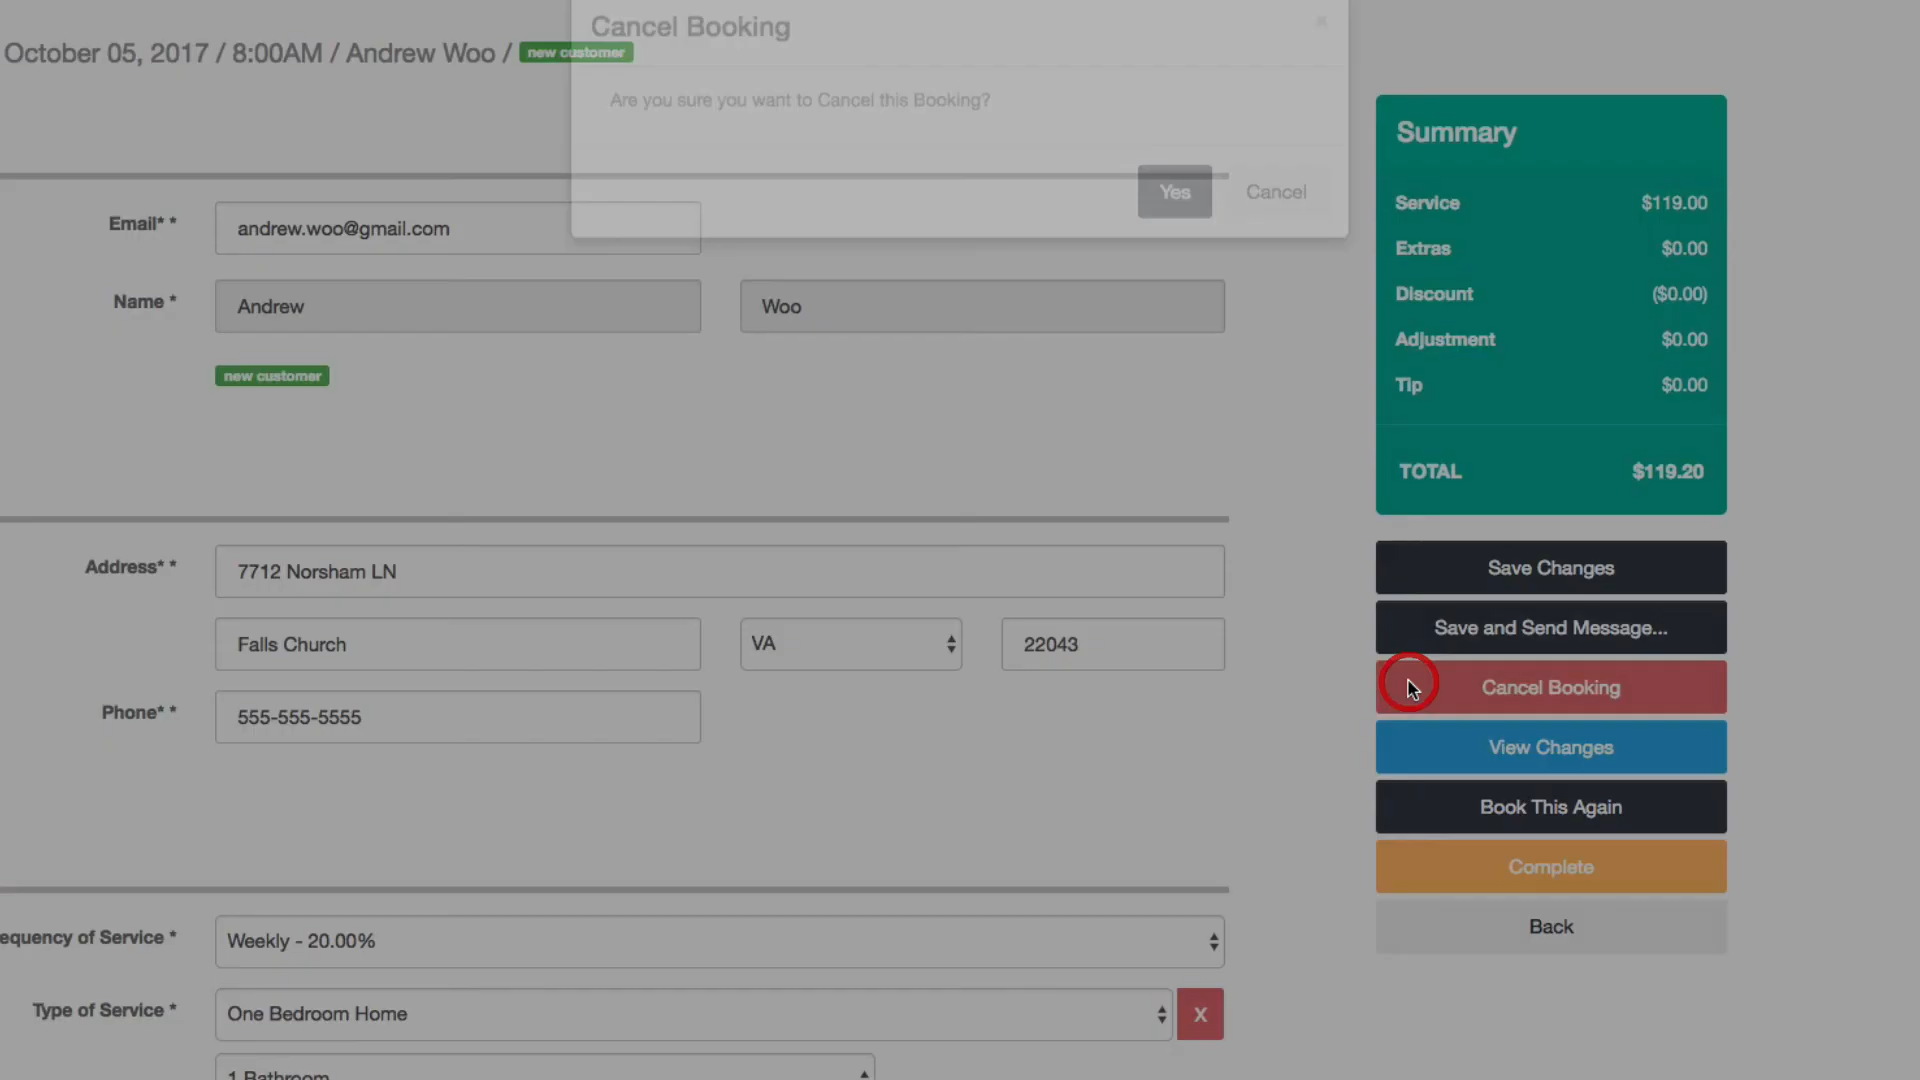 Cancel Booking
×
October 05, 2017 / 8:00AM / Andrew Woo / new customer
Are you sure you want to Cancel this Booking?
Yes
Cancel
Email* *
andrew.woo@gmail.com
Name *
Andrew
Woo
new customer
Address* *
7712 Norsham LN
Falls Church
VA
22043
Phone* *
555-555-5555
equency of Service *
Weekly - 20.00%
Type of Service *
One Bedroom Home
X
1 Bathroom
Summary
Service $119.00
Extras $0.00
Discount ($0.00)
Adjustment $0.00
Tip $0.00
TOTAL $119.20
Save Changes
Save and Send Message...
Cancel Booking
View Changes
Book This Again
Complete
Back